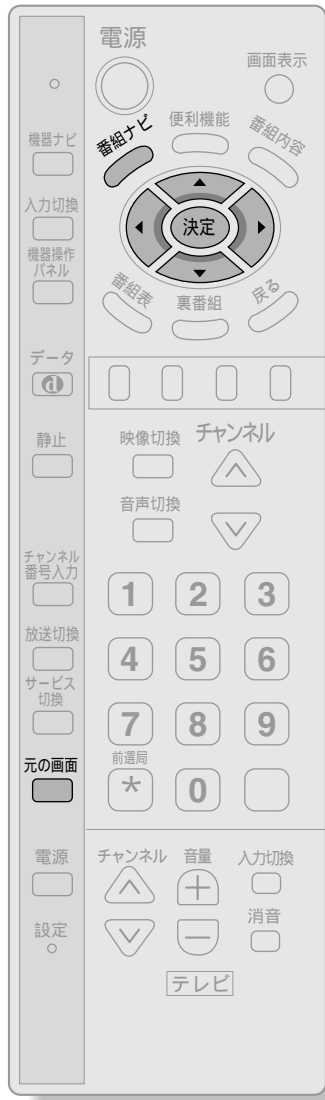 電源
画面表示
機器ナビ
番組ナビ
便利機能
番組内容
入力切換
決定
機器操作
パネル
番組表
裏番組
戻る
データ
d
静止
映像切換
チャンネル
音声切換
チャンネル
番号入力
1
2
3
放送切換
4
5
6
サービス
切換
7
8
9
元の画面
前選局
*
0
電源
チャンネル
音量
入力切換
+
設定
消音
−
テレビ